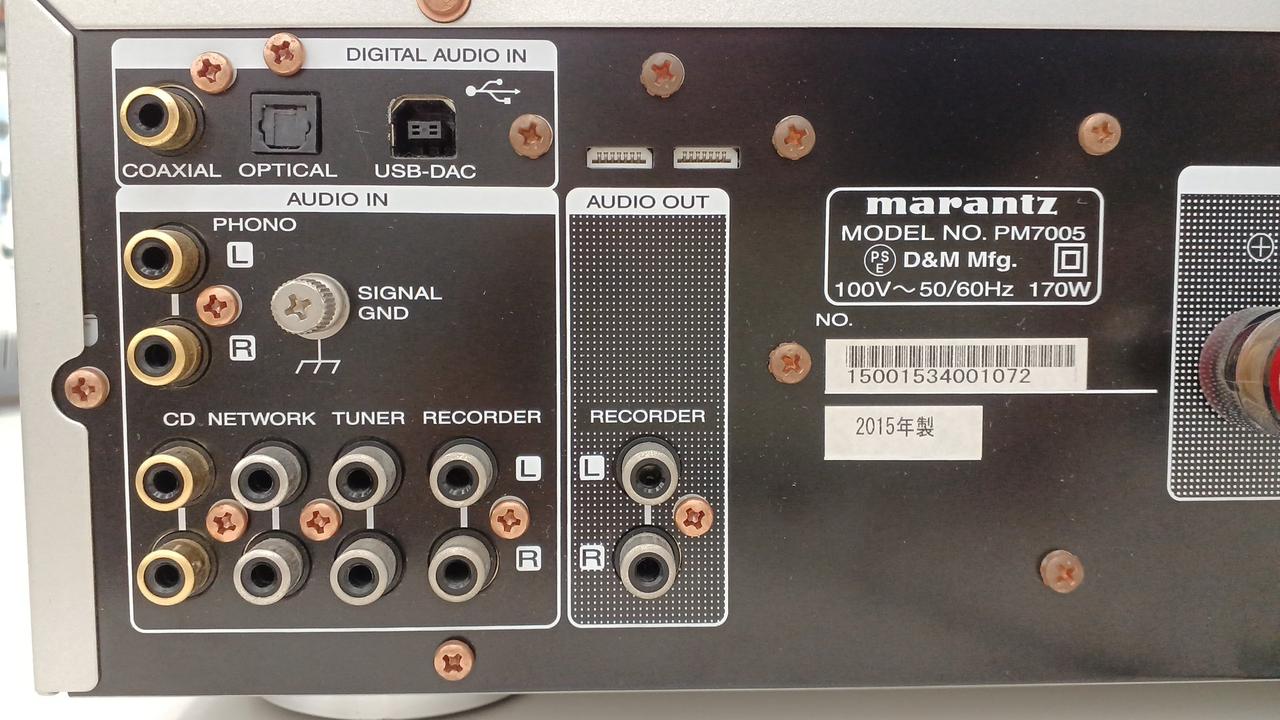 DIGITAL AUDIO IN
COAXIAL OPTICAL USB-DAC
AUDIO IN
PHONO
L
R
SIGNAL
GND
CD NETWORK TUNER RECORDER
L
R
AUDIO OUT
RECORDER
L
R
marantz
MODEL NO. PM7005
PS
E
D&M Mfg.
100V～50/60Hz 170W
NO.
15001534001072
2015年製